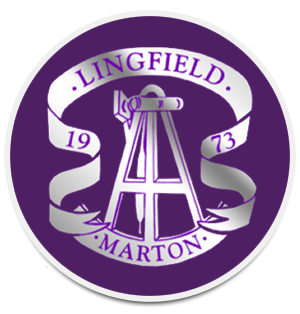 ·LINGFIELD·
19 73
·MARTON·